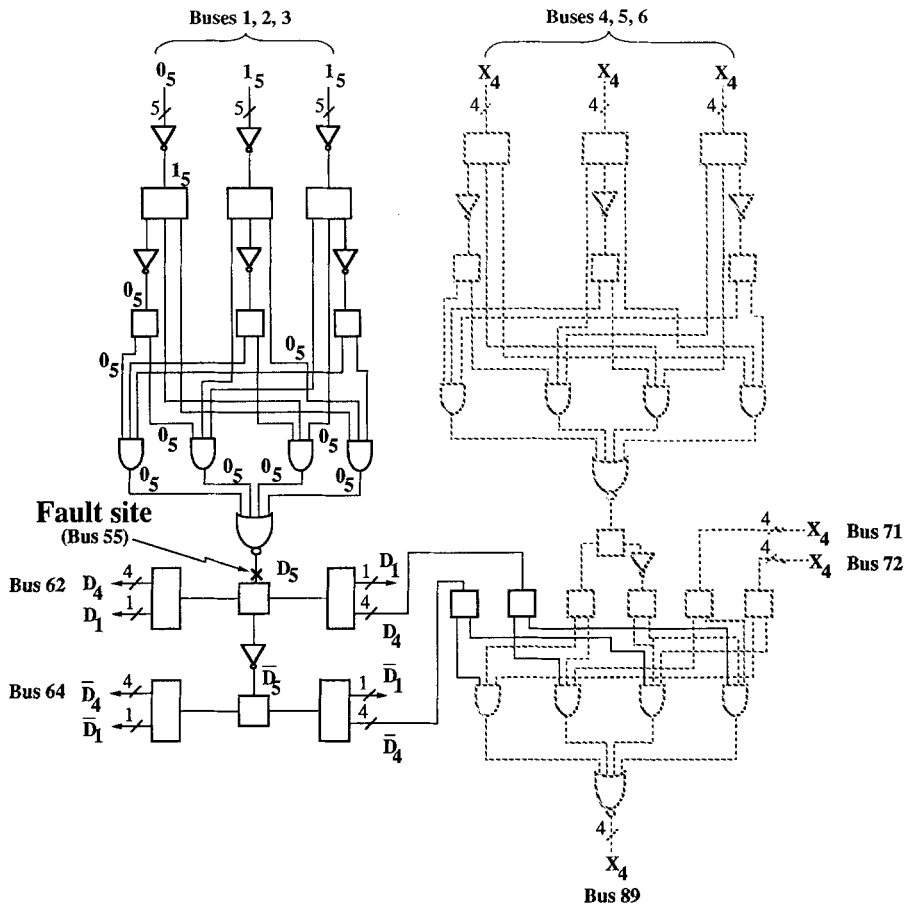 Buses 1, 2, 3
Buses 4, 5, 6
0₅ 1₅ 1₅
X₄ X₄ X₄
5 5 5
4 4 4
1₅
0₅
0₅
0₅
0₅
0₅
0₅
0₅
0₅
0₅
Fault site
(Bus 55)
D₅
4 X₄ Bus 71
4 X₄ Bus 72
Bus 62 D₄ 4
D₁ 1
1 D₁
4
D₄
D̅₅
Bus 64 D̅₄ 4
D̅₁ 1
1 D̅₁
4
D̅₄
4
X₄
Bus 89